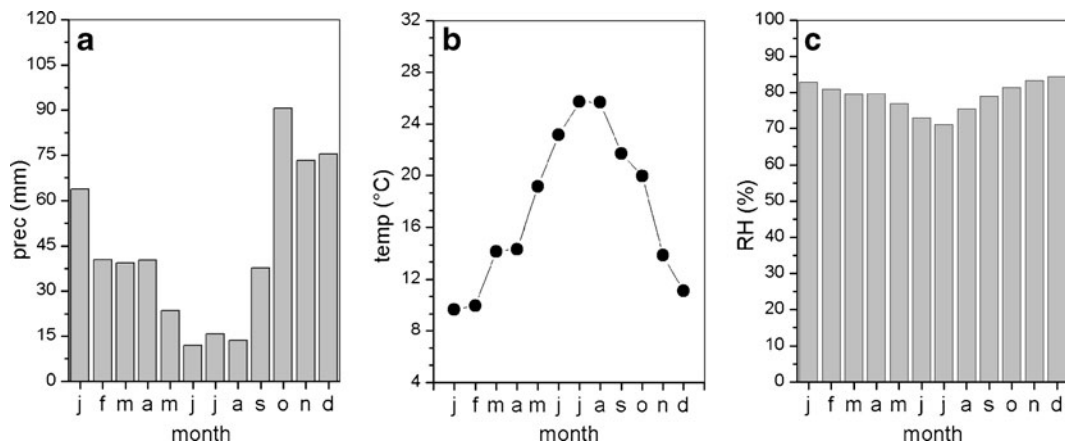 a
prec (mm)
120
105
90
75
60
45
30
15
0
j f m a m j j a s o n d
month
b
temp (°C)
32
28
24
20
16
12
8
4
j f m a m j j a s o n d
month
c
RH (%)
100
90
80
70
60
50
40
30
20
10
0
j f m a m j j a s o n d
month